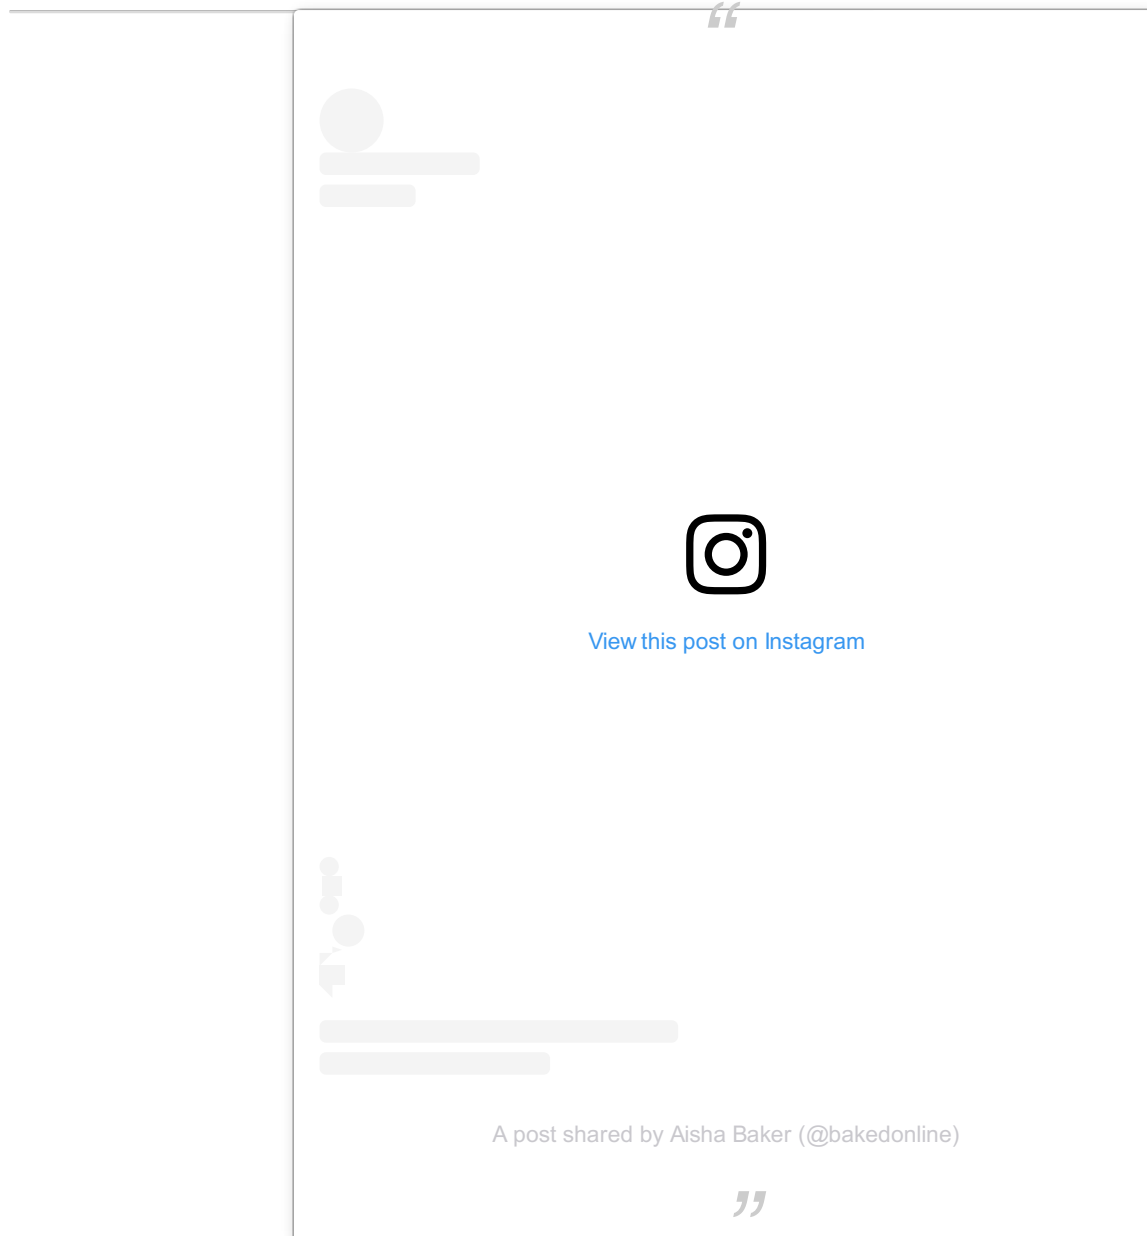 “
View this post on Instagram
A post shared by Aisha Baker (@bakedonline)
”